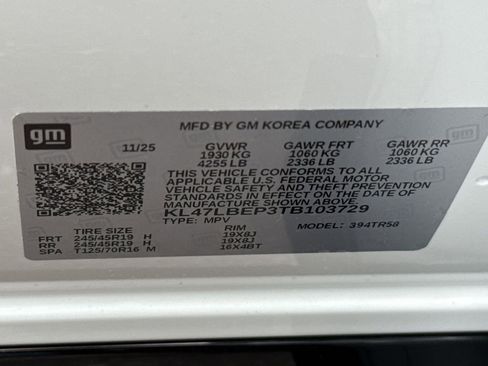 MFD BY GM KOREA COMPANY
gm
11/25 GVWR GAWR FRT GAWR RR
1930 KG 1060 KG 1060 KG
4255 LB 2336 LB 2336 LB
THIS VEHICLE CONFORMS TO ALL
APPLICABLE U.S. FEDERAL MOTOR
VEHICLE SAFETY AND THEFT PREVENTION
STANDARDS IN EFFECT ON THE DATE OF
MANUFACTURE SHOWN ABOVE.
KL47LBEP3TB103729
TYPE: MPV MODEL: 394TR58
TIRE SIZE RIM
FRT 245/45R19 H 19X8J
RR 245/45R19 H 19X8J
SPA T125/70R16 M 16X4BT